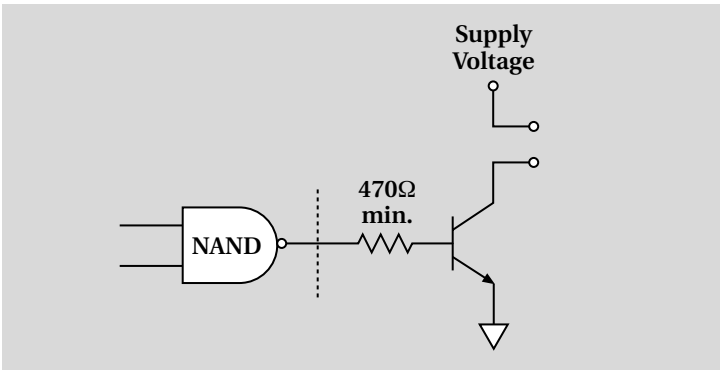 Supply
Voltage
470Ω
min.
NAND